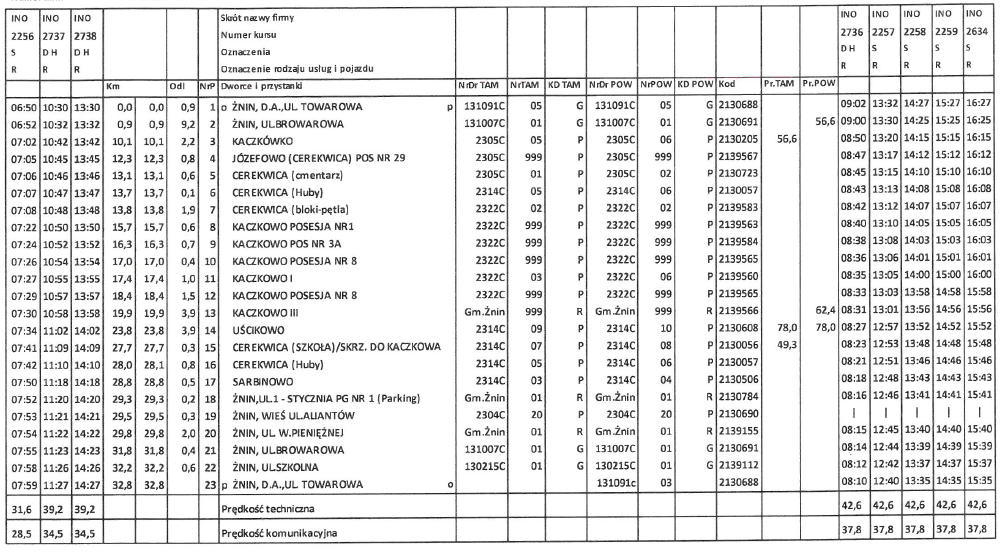 INO INO INO Skrót nazwy firmy INO INO INO INO INO
2256 2737 2738 Numer kursu 2736 2257 2258 2259 2634
S D H D H Oznaczenia D H S S S S
R R R Oznaczenie rodzaju usług i pojazdu R R R R R
Km Odl NrP Dworce i przystanki NrDr TAM NrTAM KD TAM NrDr POW NrPOW KD POW Kod Pr.TAM Pr.POW
06:50 10:30 13:30 0,0 0,0 0,9 1 o ŻNIN, D.A.,UL. TOWAROWA p 131091C 05 G 131091C 05 G 2130688 09:02 13:32 14:27 15:27 16:27
06:52 10:32 13:32 0,9 0,9 9,2 2 ŻNIN, UL.BROWAROWA 131007C 01 G 131007C 01 G 2130691 56,6 09:00 13:30 14:25 15:25 16:25
07:02 10:42 13:42 10,1 10,1 2,2 3 KACZKÓWKO 2305C 05 P 2305C 06 P 2130205 56,6 08:50 13:20 14:15 15:15 16:15
07:05 10:45 13:45 12,3 12,3 0,8 4 JÓZEFOWO (CEREKWICA) POS NR 29 2305C 999 P 2305C 999 P 2139567 08:47 13:17 14:12 15:12 16:12
07:06 10:46 13:46 13,1 13,1 0,6 5 CEREKWICA (cmentarz) 2305C 01 P 2305C 02 P 2130723 08:45 13:15 14:10 15:10 16:10
07:07 10:47 13:47 13,7 13,7 0,1 6 CEREKWICA (Huby) 2314C 05 P 2314C 06 P 2130057 08:43 13:13 14:08 15:08 16:08
07:08 10:48 13:48 13,8 13,8 1,9 7 CEREKWICA (bloki-pętla) 2322C 02 P 2322C 02 P 2139583 08:42 13:12 14:07 15:07 16:07
07:22 10:50 13:50 15,7 15,7 0,6 8 KACZKOWO POSESJA NR1 2322C 999 P 2322C 999 P 2139563 08:40 13:10 14:05 15:05 16:05
07:24 10:52 13:52 16,3 16,3 0,7 9 KACZKOWO POS NR 3A 2322C 999 P 2322C 999 P 2139584 08:38 13:08 14:03 15:03 16:03
07:26 10:54 13:54 17,0 17,0 0,4 10 KACZKOWO POSESJA NR 8 2322C 999 P 2322C 999 P 2139565 08:36 13:06 14:01 15:01 16:01
07:27 10:55 13:55 17,4 17,4 1,0 11 KACZKOWO I 2322C 03 P 2322C 06 P 2139560 08:35 13:05 14:00 15:00 16:00
07:29 10:57 13:57 18,4 18,4 1,5 12 KACZKOWO POSESJA NR 8 2322C 999 P 2322C 999 P 2139565 08:33 13:03 13:58 14:58 15:58
07:30 10:58 13:58 19,9 19,9 3,9 13 KACZKOWO III Gm.Żnin 999 R Gm.Żnin 999 R 2139566 62,4 08:31 13:01 13:56 14:56 15:56
07:34 11:02 14:02 23,8 23,8 3,9 14 UŚCIKOWO 2314C 09 P 2314C 10 P 2130608 78,0 78,0 08:27 12:57 13:52 14:52 15:52
07:41 11:09 14:09 27,7 27,7 0,3 15 CEREKWICA (SZKOŁA)/SKRZ. DO KACZKOWA 2314C 07 P 2314C 08 P 2130056 49,3 08:23 12:53 13:48 14:48 15:48
07:42 11:10 14:10 28,0 28,1 0,8 16 CEREKWICA (Huby) 2314C 05 P 2314C 06 P 2130057 08:21 12:51 13:46 14:46 15:46
07:50 11:18 14:18 28,8 28,8 0,5 17 SARBINOWO 2314C 03 P 2314C 04 P 2130506 08:18 12:48 13:43 14:43 15:43
07:52 11:20 14:20 29,3 29,3 0,2 18 ŻNIN,UL.1 - STYCZNIA PG NR 1 (Parking) Gm.Żnin 01 R Gm.Żnin 01 R 2130784 08:16 12:46 13:41 14:41 15:41
07:53 11:21 14:21 29,5 29,5 0,3 19 ŻNIN, WIEŚ UL.ALIANTÓW 2304C 20 P 2304C 20 P 2130690 | | | | |
07:54 11:22 14:22 29,8 29,8 2,0 20 ŻNIN, UL. W.PIENIĘŻNEJ Gm.Żnin 01 R Gm.Żnin 01 R 2139155 08:15 12:45 13:40 14:40 15:40
07:55 11:23 14:23 31,8 31,8 0,4 21 ŻNIN, UL.BROWAROWA 131007C 01 G 131007C 01 G 2130691 08:14 12:44 13:39 14:39 15:39
07:58 11:26 14:26 32,2 32,2 0,6 22 ŻNIN, UL.SZKOLNA 130215C 01 G 130215C 01 G 2139112 08:12 12:42 13:37 14:37 15:37
07:59 11:27 14:27 32,8 32,8 23 p ŻNIN, D.A.,UL. TOWAROWA o 131091c 03 2130688 08:10 12:40 13:35 14:35 15:35
31,6 39,2 39,2 Prędkość techniczna 42,6 42,6 42,6 42,6 42,6
28,5 34,5 34,5 Prędkość komunikacyjna 37,8 37,8 37,8 37,8 37,8